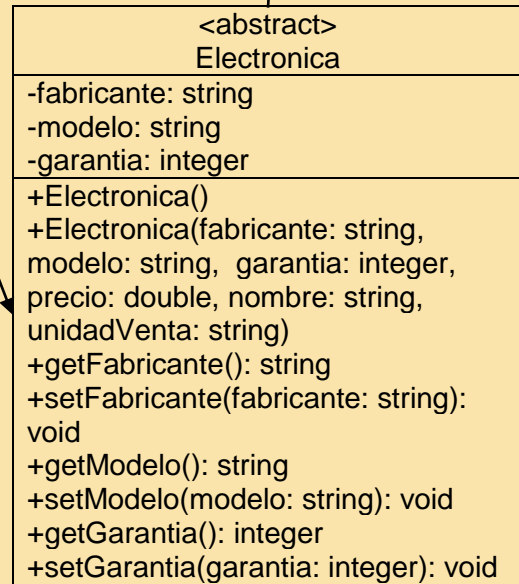 <abstract>
Electronica
-fabricante: string
-modelo: string
-garantia: integer
+Electronica()
+Electronica(fabricante: string,
modelo: string, garantia: integer,
precio: double, nombre: string,
unidadVenta: string)
+getFabricante(): string
+setFabricante(fabricante: string):
void
+getModelo(): string
+setModelo(modelo: string): void
+getGarantia(): integer
+setGarantia(garantia: integer): void